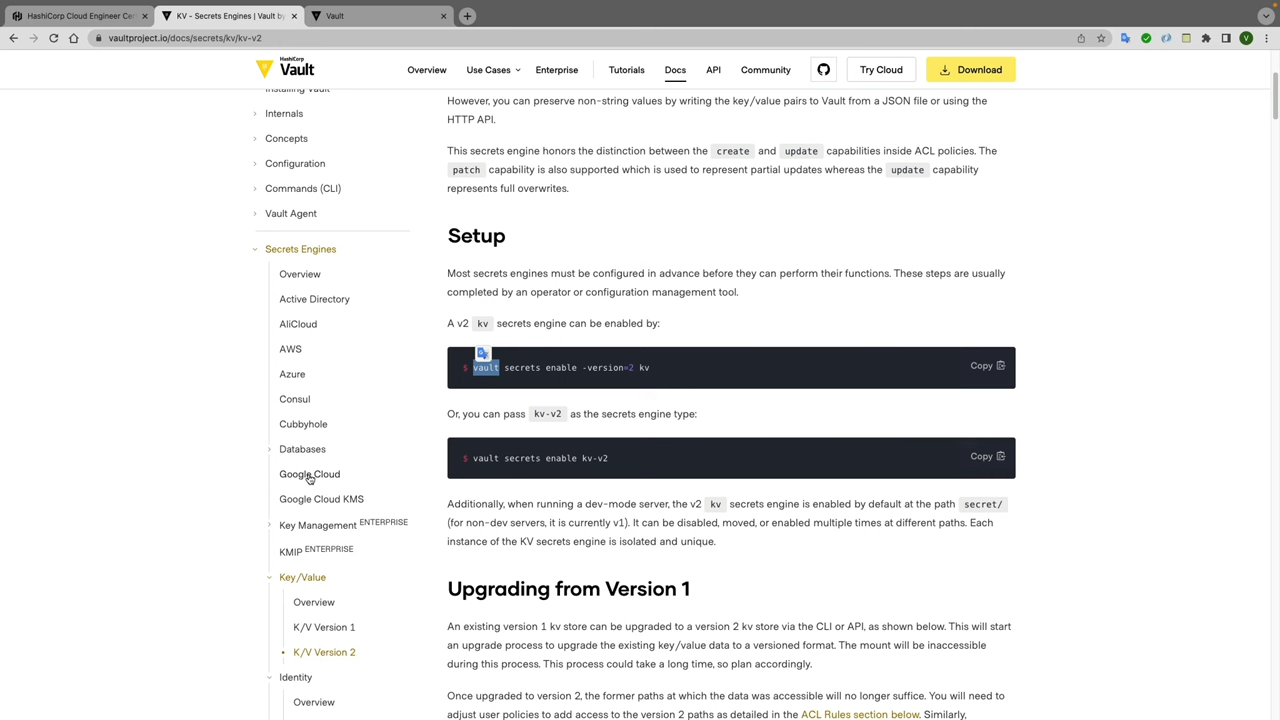 HashiCorp Cloud Engineer Cer
KV - Secrets Engines | Vault by
Vault
vaultproject.io/docs/secrets/kv/kv-v2
V
HashiCorp
Vault
Overview
Use Cases
Enterprise
Tutorials
Docs
API
Community
Try Cloud
Download
Installing Vault
Internals
Concepts
Configuration
Commands (CLI)
Vault Agent
Secrets Engines
Overview
Active Directory
AliCloud
AWS
Azure
Consul
Cubbyhole
Databases
Google Cloud
Google Cloud KMS
Key Management ENTERPRISE
KMIP ENTERPRISE
Key/Value
Overview
K/V Version 1
K/V Version 2
Identity
Overview
However, you can preserve non-string values by writing the key/value pairs to Vault from a JSON file or using the
HTTP API.
This secrets engine honors the distinction between the create and update capabilities inside ACL policies. The
patch capability is also supported which is used to represent partial updates whereas the update capability
represents full overwrites.
Setup
Most secrets engines must be configured in advance before they can perform their functions. These steps are usually
completed by an operator or configuration management tool.
A v2 kv secrets engine can be enabled by:
$ vault secrets enable -version=2 kv
Copy
Or, you can pass kv-v2 as the secrets engine type:
$ vault secrets enable kv-v2
Copy
Additionally, when running a dev-mode server, the v2 kv secrets engine is enabled by default at the path secret/
(for non-dev servers, it is currently v1). It can be disabled, moved, or enabled multiple times at different paths. Each
instance of the KV secrets engine is isolated and unique.
Upgrading from Version 1
An existing version 1 kv store can be upgraded to a version 2 kv store via the CLI or API, as shown below. This will start
an upgrade process to upgrade the existing key/value data to a versioned format. The mount will be inaccessible
during this process. This process could take a long time, so plan accordingly.
Once upgraded to version 2, the former paths at which the data was accessible will no longer suffice. You will need to
adjust user policies to add access to the version 2 paths as detailed in the ACL Rules section below. Similarly,